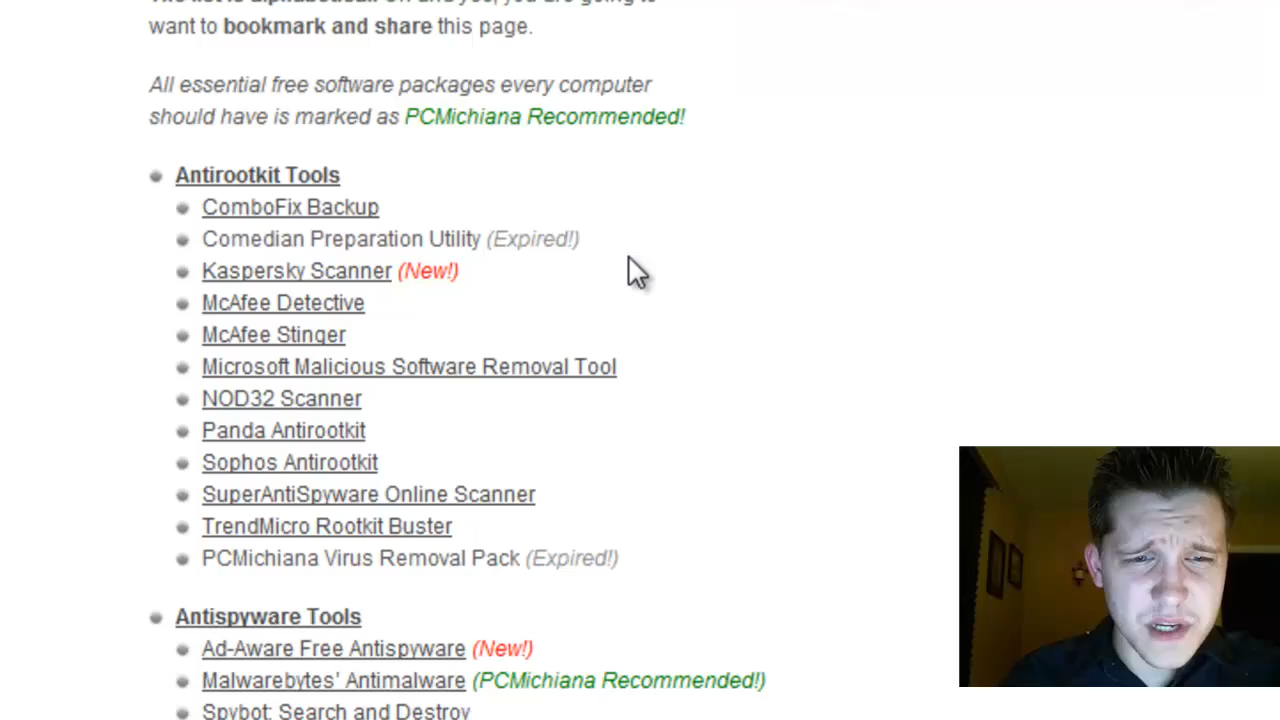 want to bookmark and share this page.
All essential free software packages every computer
should have is marked as PCMichiana Recommended!
Antirootkit Tools
ComboFix Backup
Comedian Preparation Utility (Expired!)
Kaspersky Scanner (New!)
McAfee Detective
McAfee Stinger
Microsoft Malicious Software Removal Tool
NOD32 Scanner
Panda Antirootkit
Sophos Antirootkit
SuperAntiSpyware Online Scanner
TrendMicro Rootkit Buster
PCMichiana Virus Removal Pack (Expired!)
Antispyware Tools
Ad-Aware Free Antispyware (New!)
Malwarebytes' Antimalware (PCMichiana Recommended!)
Spybot: Search and Destroy